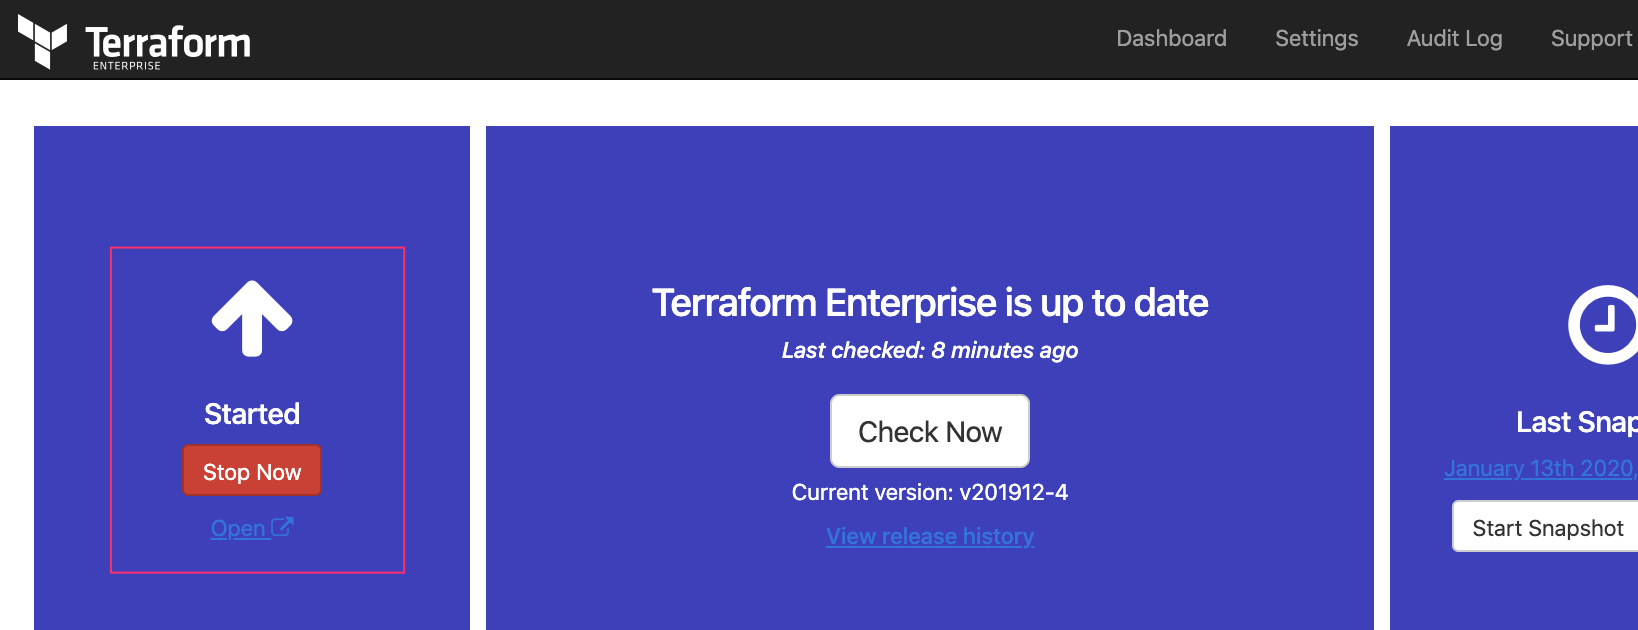 Terraform
ENTERPRISE
Dashboard Settings Audit Log Support
Started
Stop Now
Open
Terraform Enterprise is up to date
Last checked: 8 minutes ago
Check Now
Current version: v201912-4
View release history
Last Snap
January 13th 2020,
Start Snapshot